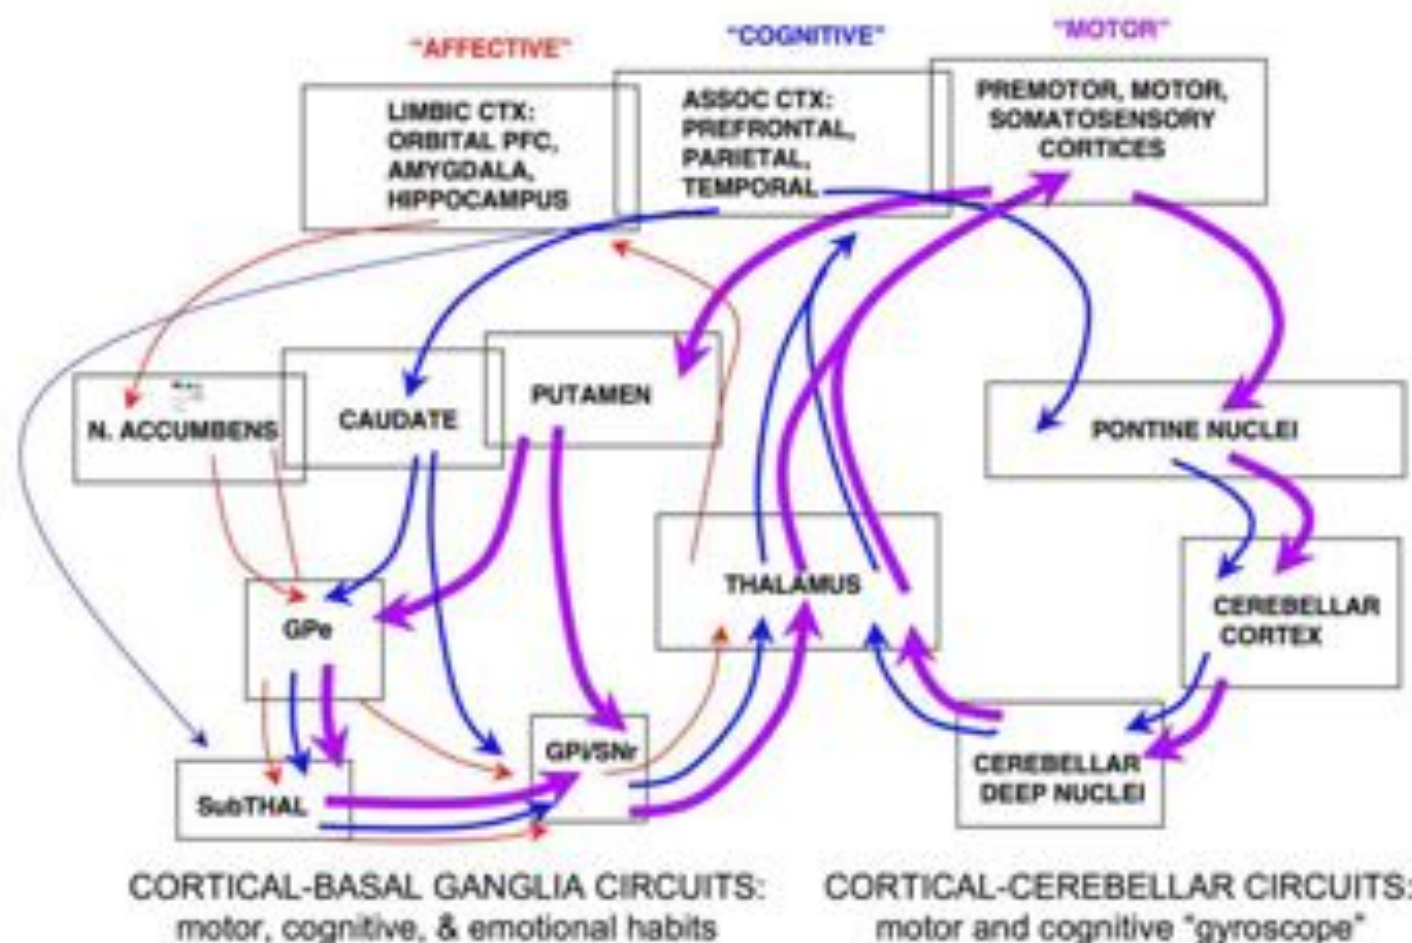 "AFFECTIVE"
"COGNITIVE"
"MOTOR"
LIMBIC CTX:
ORBITAL PFC,
AMYGDALA,
HIPPOCAMPUS
ASSOC CTX:
PREFRONTAL,
PARIETAL,
TEMPORAL
PREMOTOR, MOTOR,
SOMATOSENSORY
CORTICES
N. ACCUMBENS
CAUDATE
PUTAMEN
PONTINE NUCLEI
THALAMUS
GPe
CEREBELLAR
CORTEX
GPi/SNr
SubTHAL
CEREBELLAR
DEEP NUCLEI
CORTICAL-BASAL GANGLIA CIRCUITS:
motor, cognitive, & emotional habits
CORTICAL-CEREBELLAR CIRCUITS:
motor and cognitive "gyroscope"